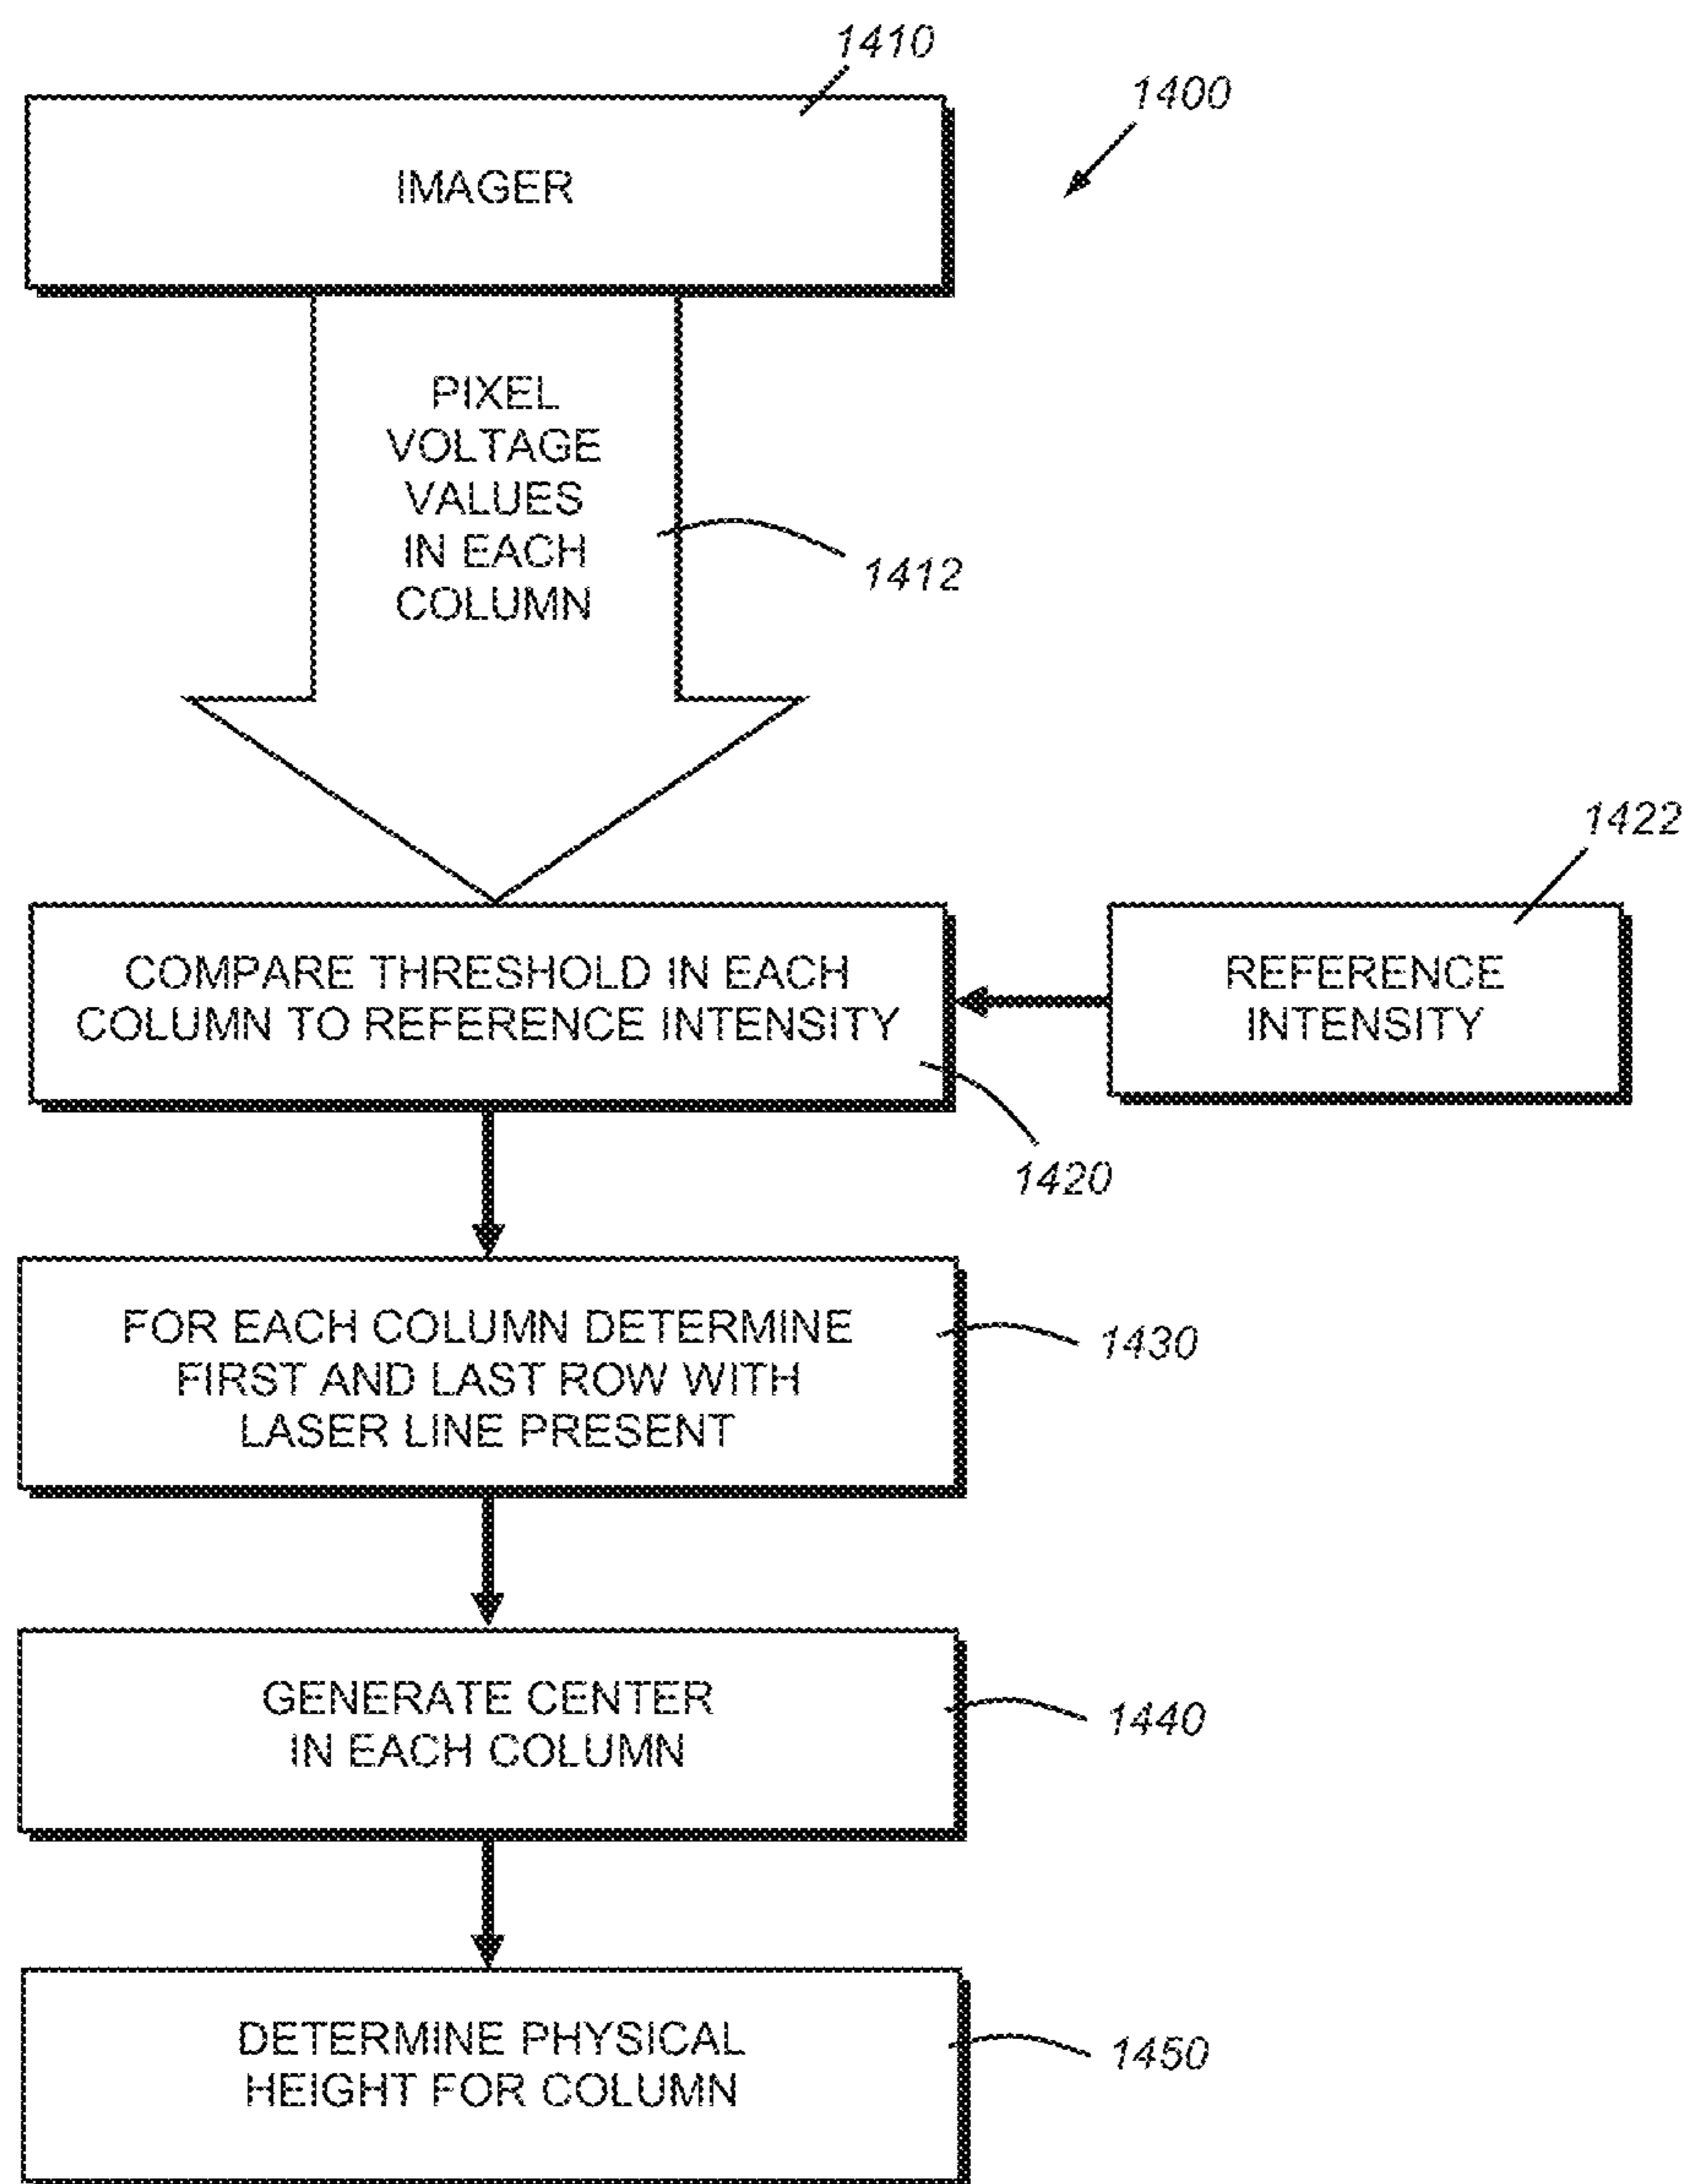 1410
1400
IMAGER
PIXEL
VOLTAGE
VALUES
IN EACH
COLUMN
1412
1422
COMPARE THRESHOLD IN EACH
COLUMN TO REFERENCE INTENSITY
REFERENCE
INTENSITY
1420
FOR EACH COLUMN DETERMINE
FIRST AND LAST ROW WITH
LASER LINE PRESENT
1430
GENERATE CENTER
IN EACH COLUMN
1440
DETERMINE PHYSICAL
HEIGHT FOR COLUMN
1450